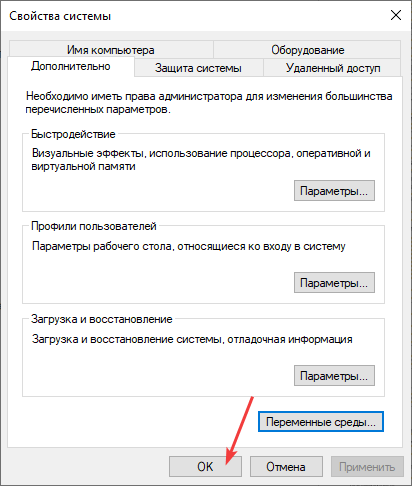 Свойства системы
Имя компьютера
Оборудование
Дополнительно
Защита системы
Удаленный доступ
Необходимо иметь права администратора для изменения большинства
перечисленных параметров.
Быстродействие
Визуальные эффекты, использование процессора, оперативной и
виртуальной памяти
Параметры...
Профили пользователей
Параметры рабочего стола, относящиеся ко входу в систему
Параметры...
Загрузка и восстановление
Загрузка и восстановление системы, отладочная информация
Параметры...
Переменные среды...
ОК
Отмена
Применить